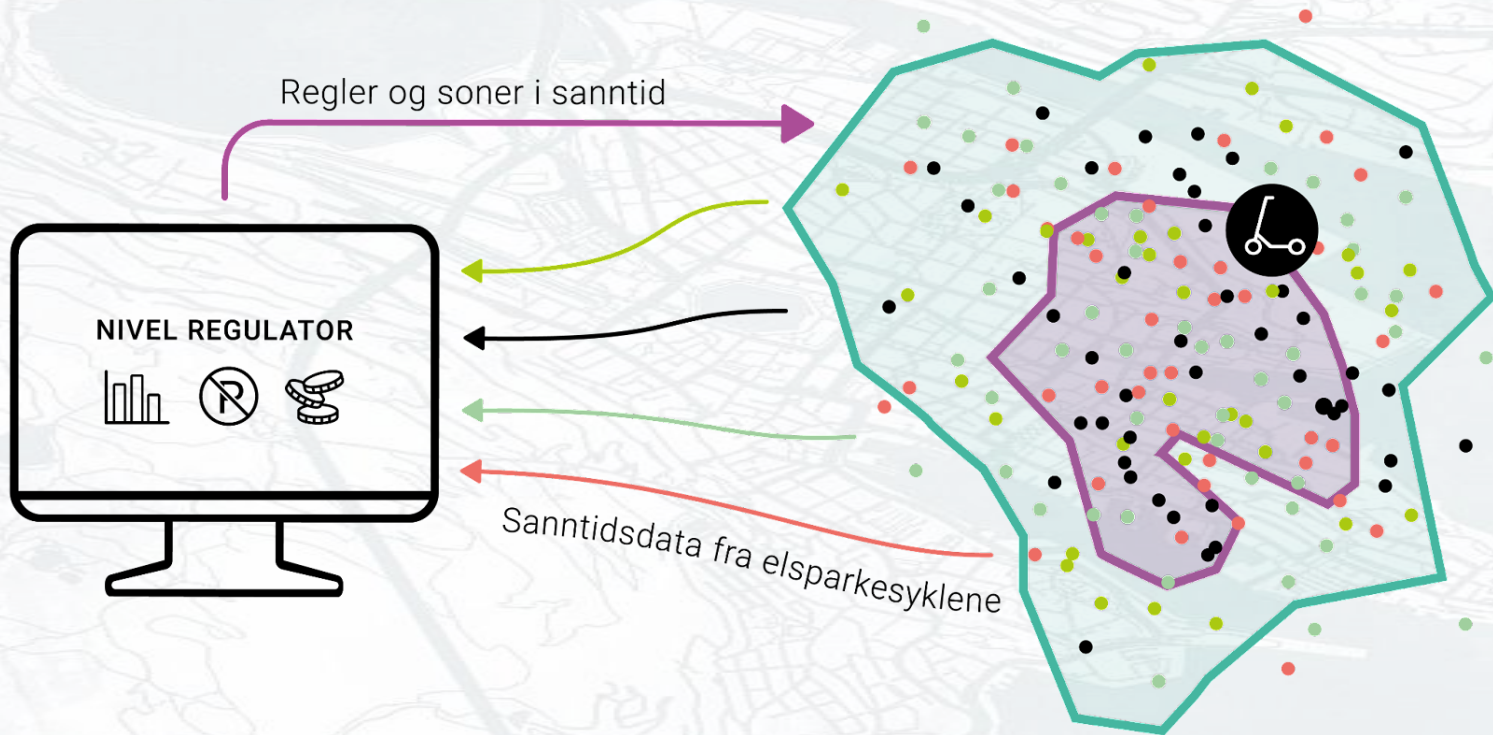 Regler og soner i sanntid
NIVEL REGULATOR
P
Sanntidsdata fra elsparkesyklene